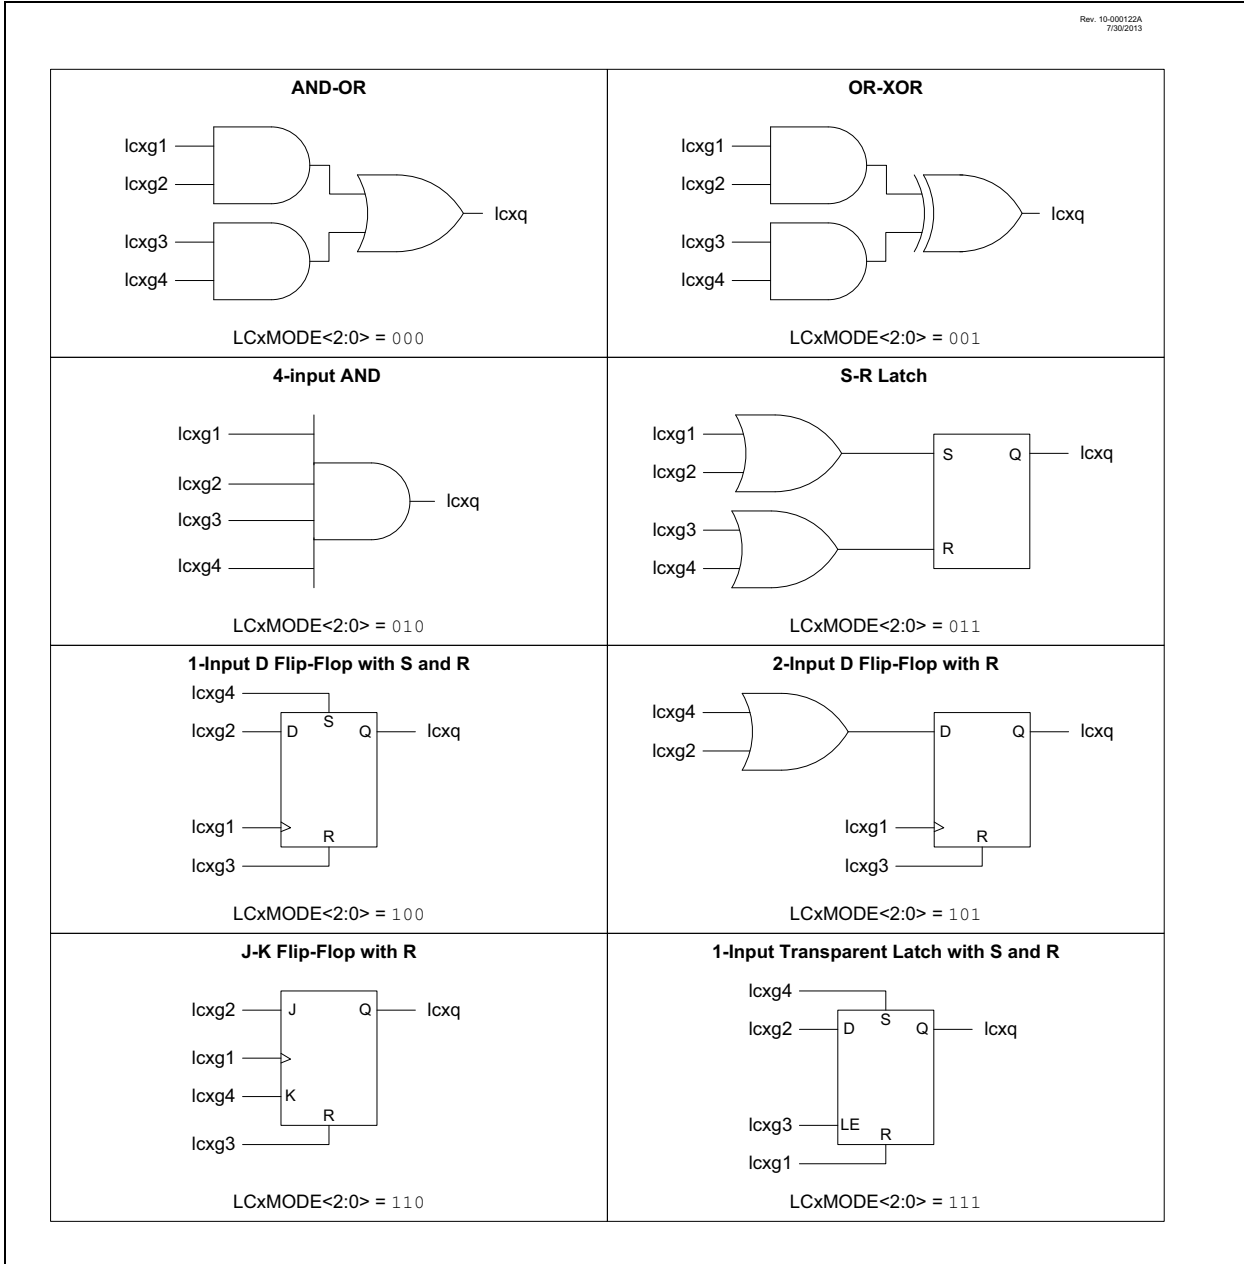 Rev. 10-000122A
7/30/2013
AND-OR
lcxg1
lcxg2
lcxg3
lcxg4
lcxq
LCxMODE<2:0> = 000
OR-XOR
lcxg1
lcxg2
lcxg3
lcxg4
lcxq
LCxMODE<2:0> = 001
4-input AND
lcxg1
lcxg2
lcxg3
lcxg4
lcxq
LCxMODE<2:0> = 010
S-R Latch
lcxg1
lcxg2
lcxg3
lcxg4
S
Q
lcxq
R
LCxMODE<2:0> = 011
1-Input D Flip-Flop with S and R
lcxg4
S
lcxg2
D
Q
lcxq
lcxg1
R
lcxg3
LCxMODE<2:0> = 100
2-Input D Flip-Flop with R
lcxg4
lcxg2
D
Q
lcxq
lcxg1
R
lcxg3
LCxMODE<2:0> = 101
J-K Flip-Flop with R
lcxg2
J
Q
lcxq
lcxg1
lcxg4
K
R
lcxg3
LCxMODE<2:0> = 110
1-Input Transparent Latch with S and R
lcxg4
S
lcxg2
D
Q
lcxq
lcxg3
LE
R
lcxg1
LCxMODE<2:0> = 111